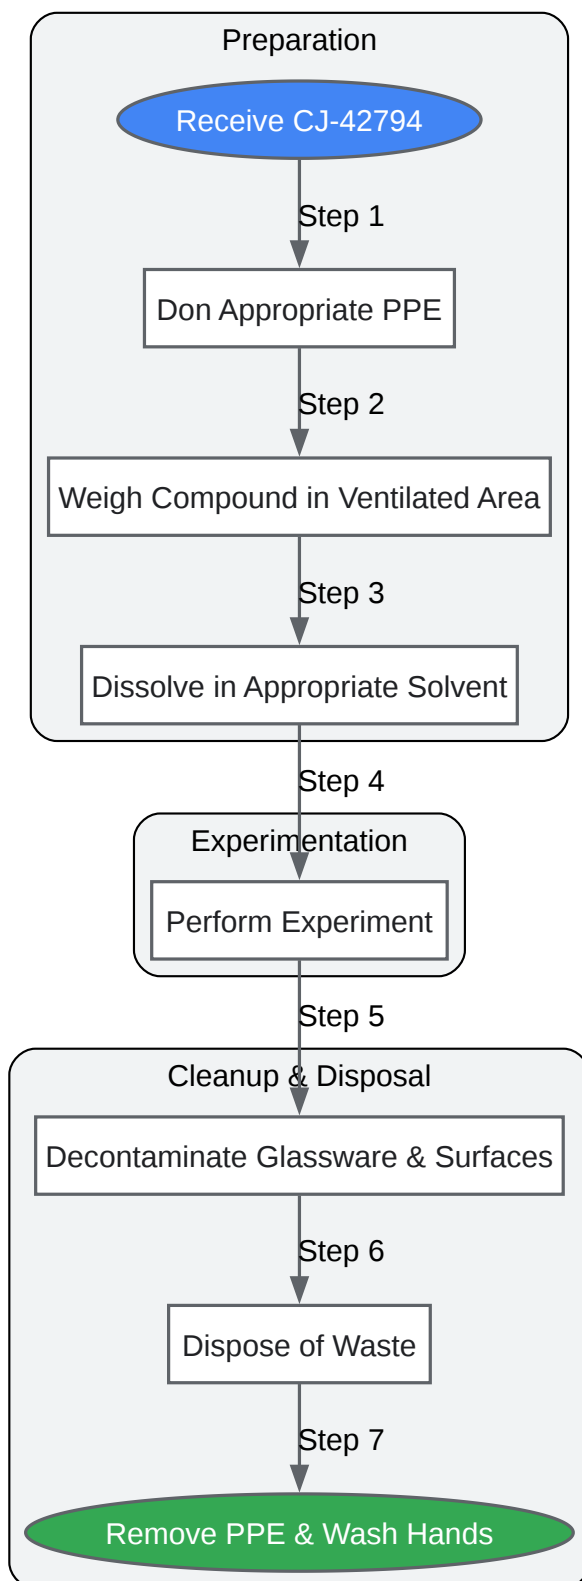 Preparation
Receive CJ-42794
Step 1
Don Appropriate PPE
Step 2
Weigh Compound in Ventilated Area
Step 3
Dissolve in Appropriate Solvent
Step 4
Experimentation
Perform Experiment
Step 5
Cleanup & Disposal
Decontaminate Glassware & Surfaces
Step 6
Dispose of Waste
Step 7
Remove PPE & Wash Hands